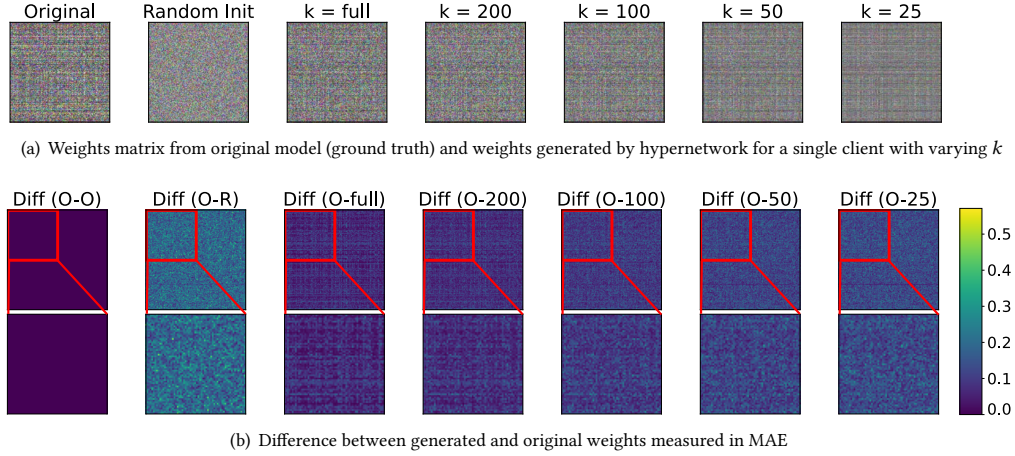 Original Random Init k = full k = 200 k = 100 k = 50 k = 25
(a) Weights matrix from original model (ground truth) and weights generated by hypernetwork for a single client with varying k
Diff (O-O) Diff (O-R) Diff (O-full) Diff (O-200) Diff (O-100) Diff (O-50) Diff (O-25)
0.5
0.4
0.3
0.2
0.1
0.0
(b) Difference between generated and original weights measured in MAE